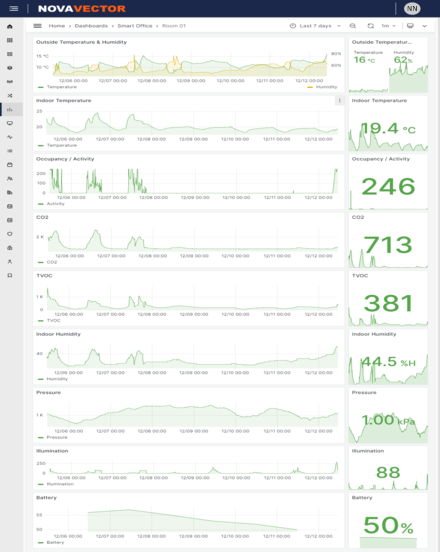 NOVAVECTOR
NN
Home > Dashboards > Smart Office > Room 01
Last 7 days
1m
Outside Temperature & Humidity
15 °C
10 °C
80%
60%
12/06 00:00 12/07 00:00 12/08 00:00 12/09 00:00 12/10 00:00 12/11 00:00 12/12 00:00
Temperature
Humidity
Outside Temperatur...
Temperature Humidity
16 °C 62%
Indoor Temperature
25
20
12/06 00:00 12/07 00:00 12/08 00:00 12/09 00:00 12/10 00:00 12/11 00:00 12/12 00:00
Temperature
Indoor Temperature
19.4 °C
Occupancy / Activity
200
100
0
12/06 00:00 12/07 00:00 12/08 00:00 12/09 00:00 12/10 00:00 12/11 00:00 12/12 00:00
Activity
Occupancy / Activity
246
CO2
2 K
12/06 00:00 12/07 00:00 12/08 00:00 12/09 00:00 12/10 00:00 12/11 00:00 12/12 00:00
CO2
CO2
713
TVOC
1 K
0
12/06 00:00 12/07 00:00 12/08 00:00 12/09 00:00 12/10 00:00 12/11 00:00 12/12 00:00
TVOC
TVOC
381
Indoor Humidity
40
12/06 00:00 12/07 00:00 12/08 00:00 12/09 00:00 12/10 00:00 12/11 00:00 12/12 00:00
Humidity
Indoor Humidity
44.5 %H
Pressure
1 K
12/06 00:00 12/07 00:00 12/08 00:00 12/09 00:00 12/10 00:00 12/11 00:00 12/12 00:00
Pressure
Pressure
1.00 kPa
Illumination
250
0
12/06 00:00 12/07 00:00 12/08 00:00 12/09 00:00 12/10 00:00 12/11 00:00 12/12 00:00
Illumination
Illumination
88
Battery
55
50
12/06 00:00 12/07 00:00 12/08 00:00 12/09 00:00 12/10 00:00 12/11 00:00 12/12 00:00
Battery
Battery
50%